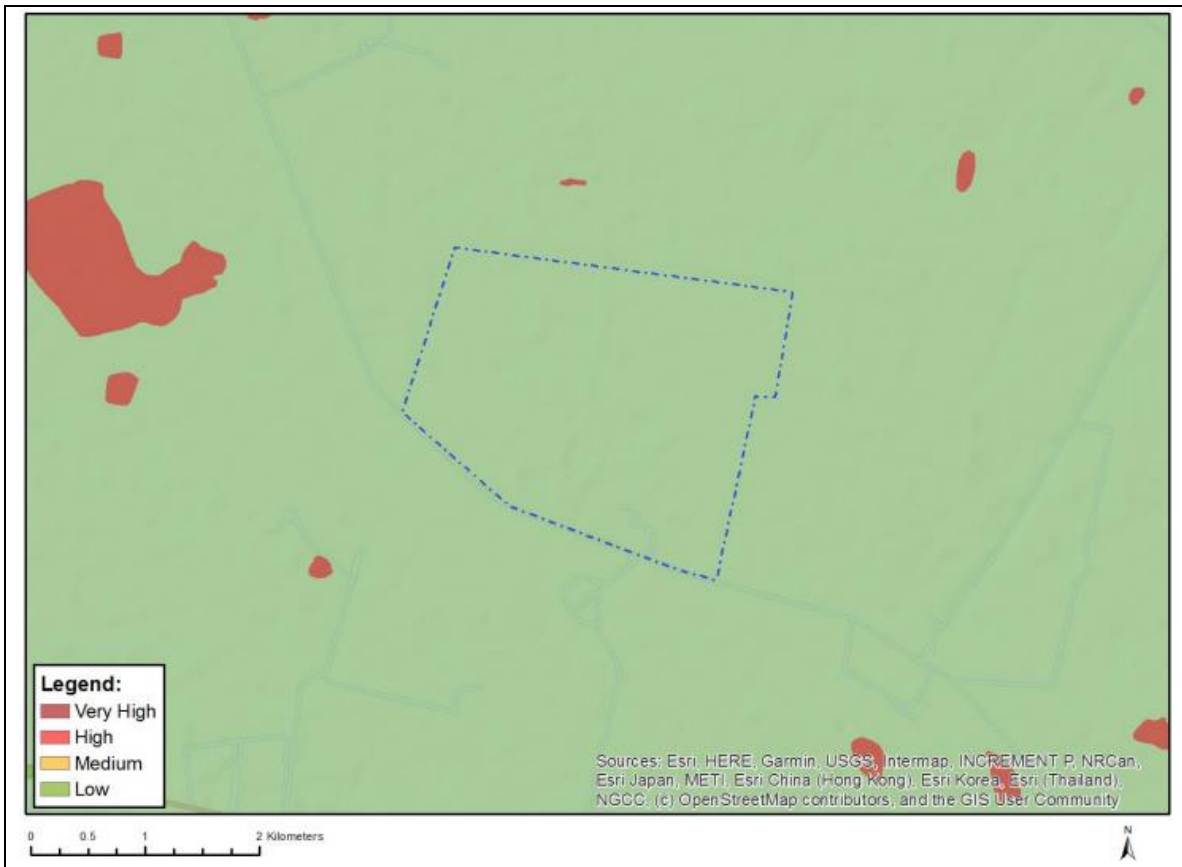 Legend:
Very High
High
Medium
Low
Sources: Esri, HERE, Garmin, USGS, Intermap, INCREMENT P, NRCan,
Esri Japan, METI, Esri China (Hong Kong), Esri Korea, Esri (Thailand),
NGCC, (c) OpenStreetMap contributors, and the GIS User Community
0 0.5 1 2 Kilometers
N